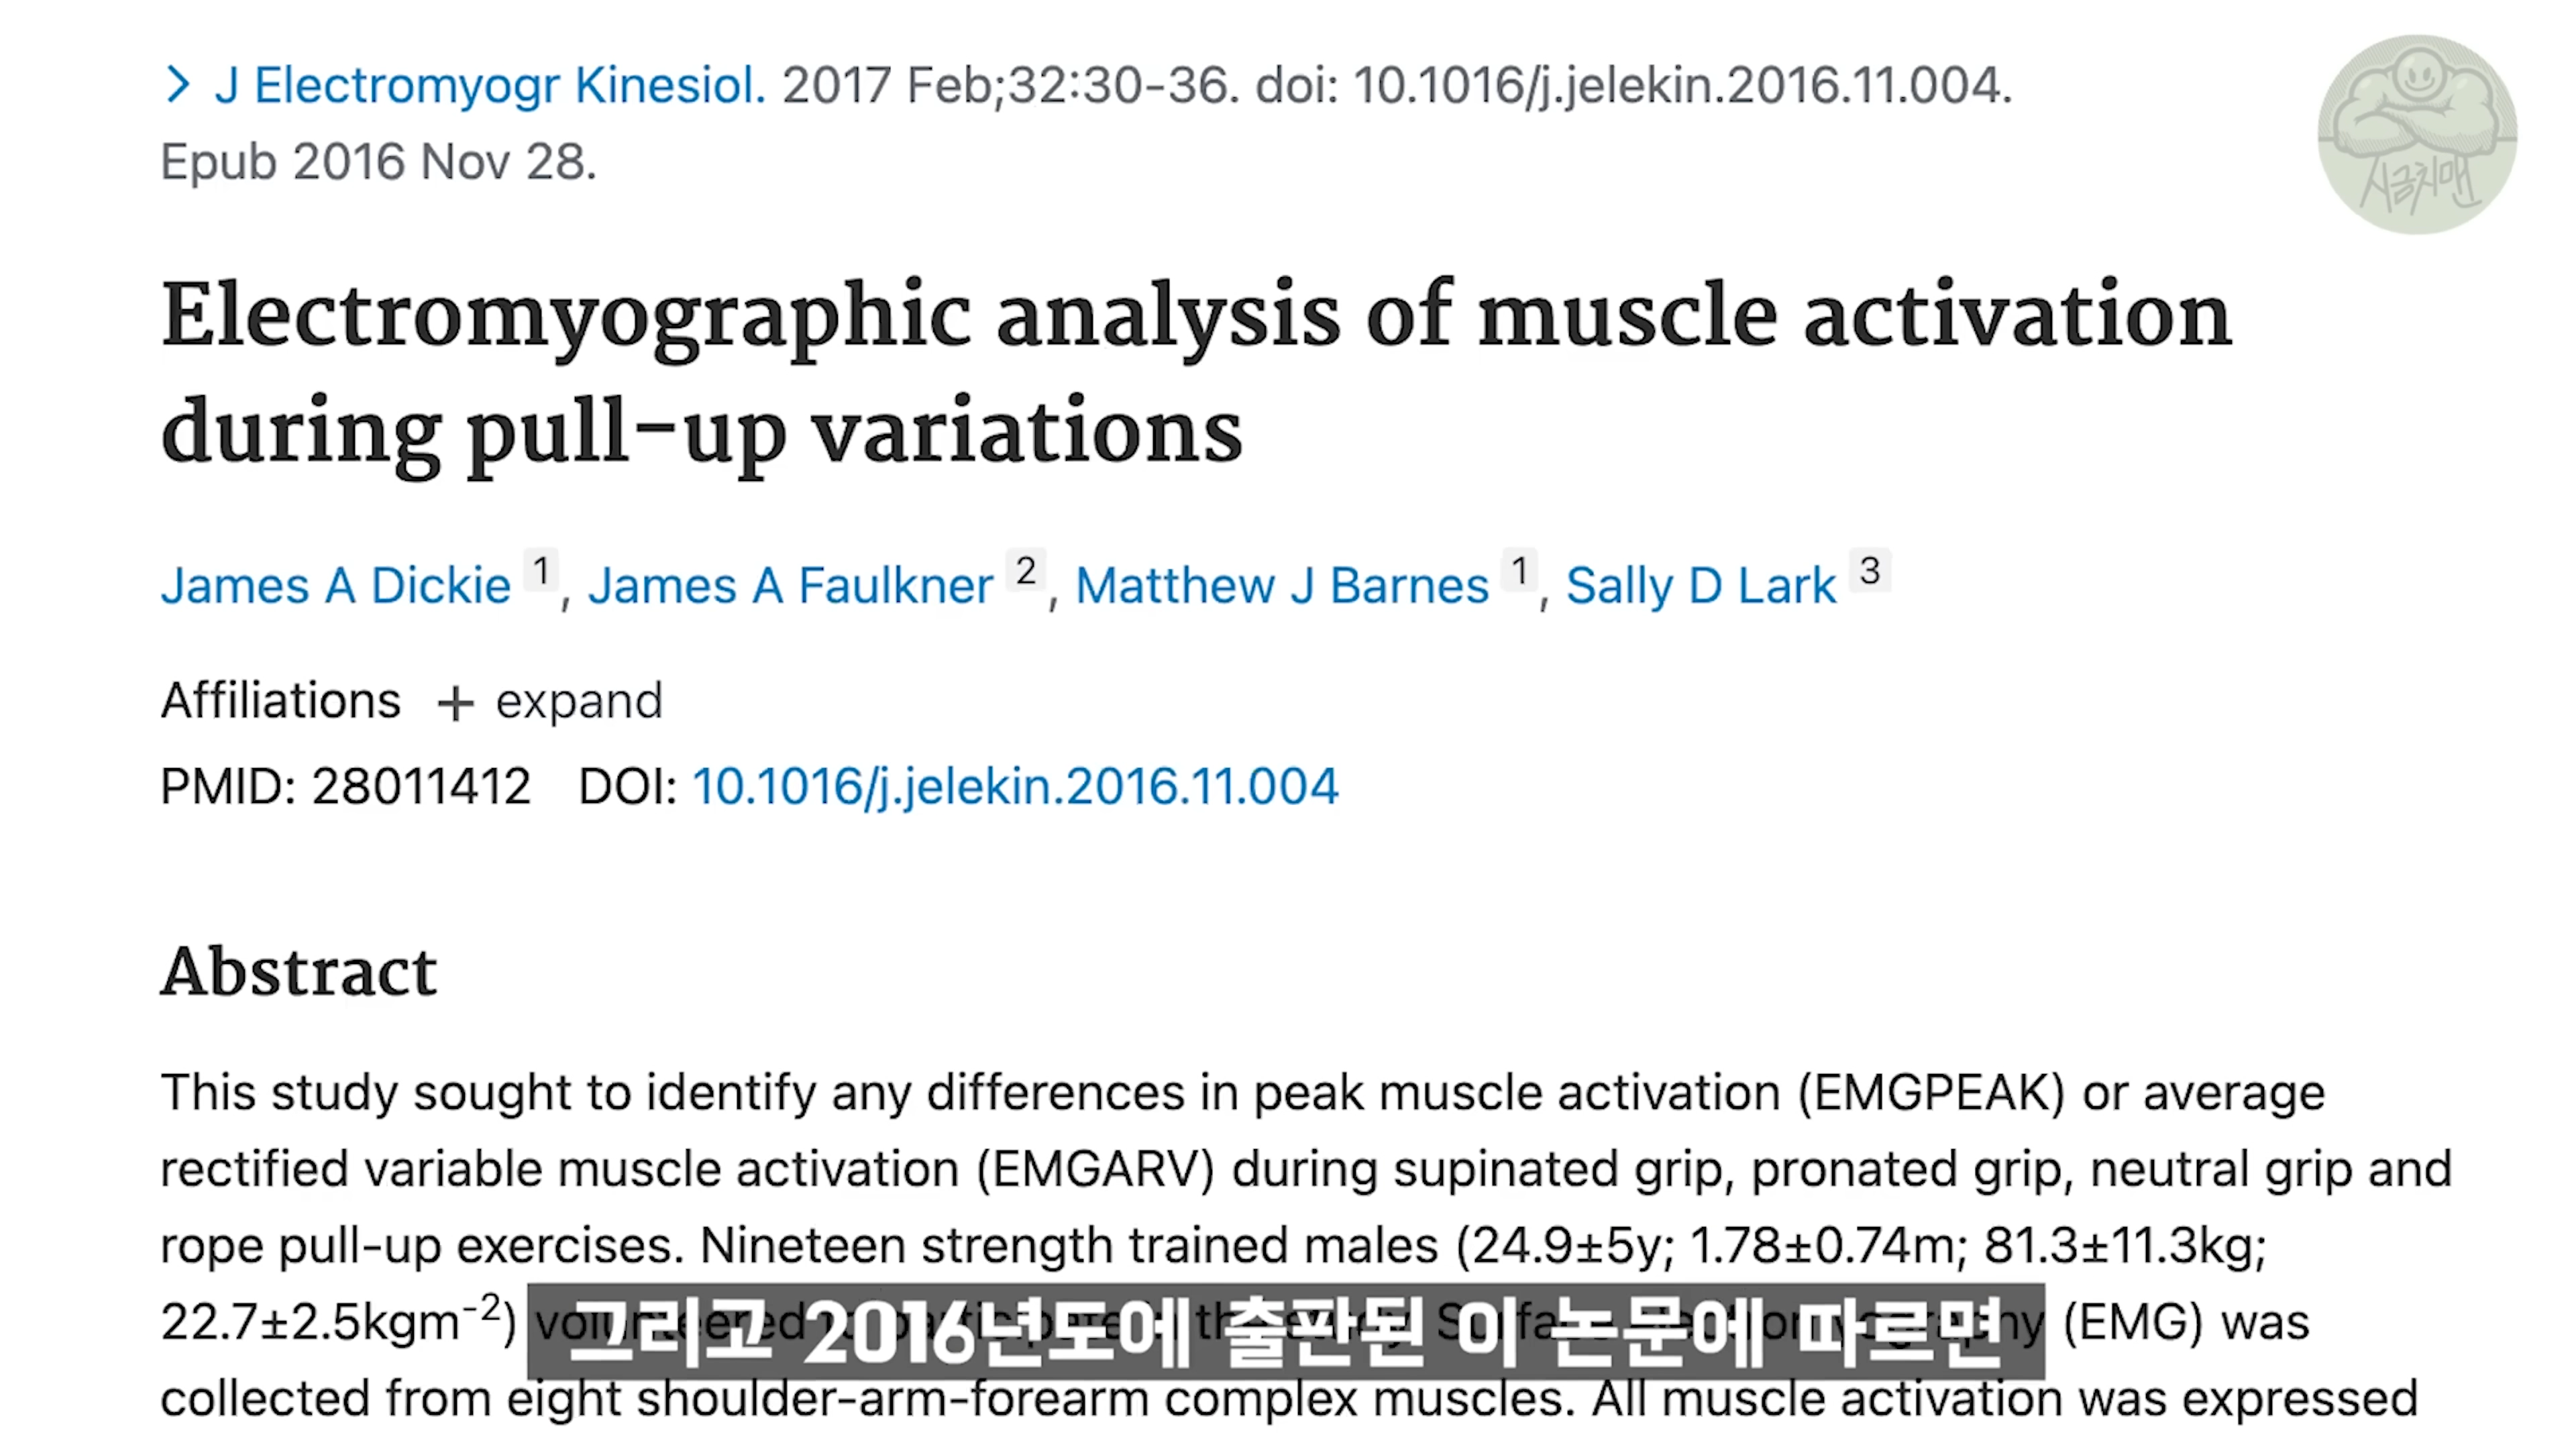 > J Electromyogr Kinesiol. 2017 Feb;32:30-36. doi: 10.1016/j.jelekin.2016.11.004.
Epub 2016 Nov 28.
시금치맨
Electromyographic analysis of muscle activation
during pull-up variations
James A Dickie 1, James A Faulkner 2, Matthew J Barnes 1, Sally D Lark 3
Affiliations + expand
PMID: 28011412 DOI: 10.1016/j.jelekin.2016.11.004
Abstract
This study sought to identify any differences in peak muscle activation (EMGPEAK) or average
rectified variable muscle activation (EMGARV) during supinated grip, pronated grip, neutral grip and
rope pull-up exercises. Nineteen strength trained males (24.9±5y; 1.78±0.74m; 81.3±11.3kg;
22.7±2.5kgm⁻²) volunteered (EMG) was
그리고 2016년도에 출판된 이 논문에 따르면
collected from eight shoulder-arm-forearm complex muscles. All muscle activation was expressed